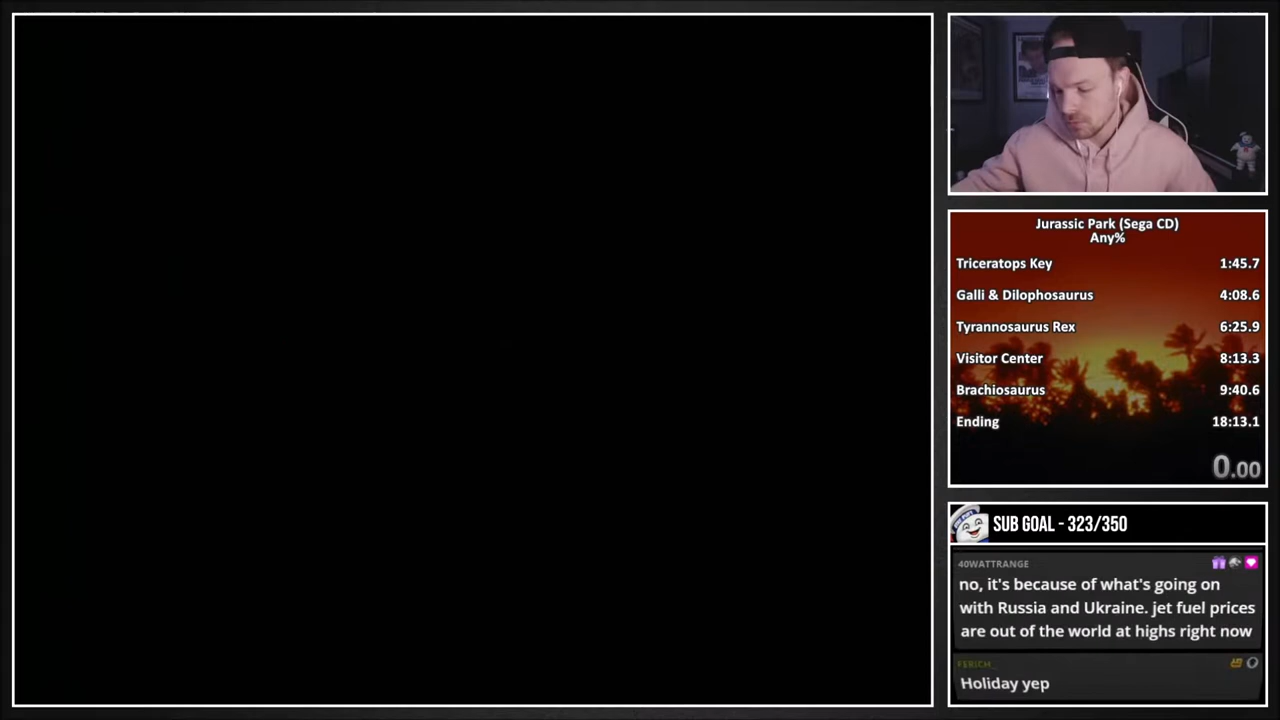 Jurassic Park (Sega CD)
Any%
Triceratops Key 1:45.7
Galli & Dilophosaurus 4:08.6
Tyrannosaurus Rex 6:25.9
Visitor Center 8:13.3
Brachiosaurus 9:40.6
Ending 18:13.1
0.00
SUB GOAL - 323/350
40WATTRANGE
no, it's because of what's going on
with Russia and Ukraine. jet fuel prices
are out of the world at highs right now
FERICH_
Holiday yep